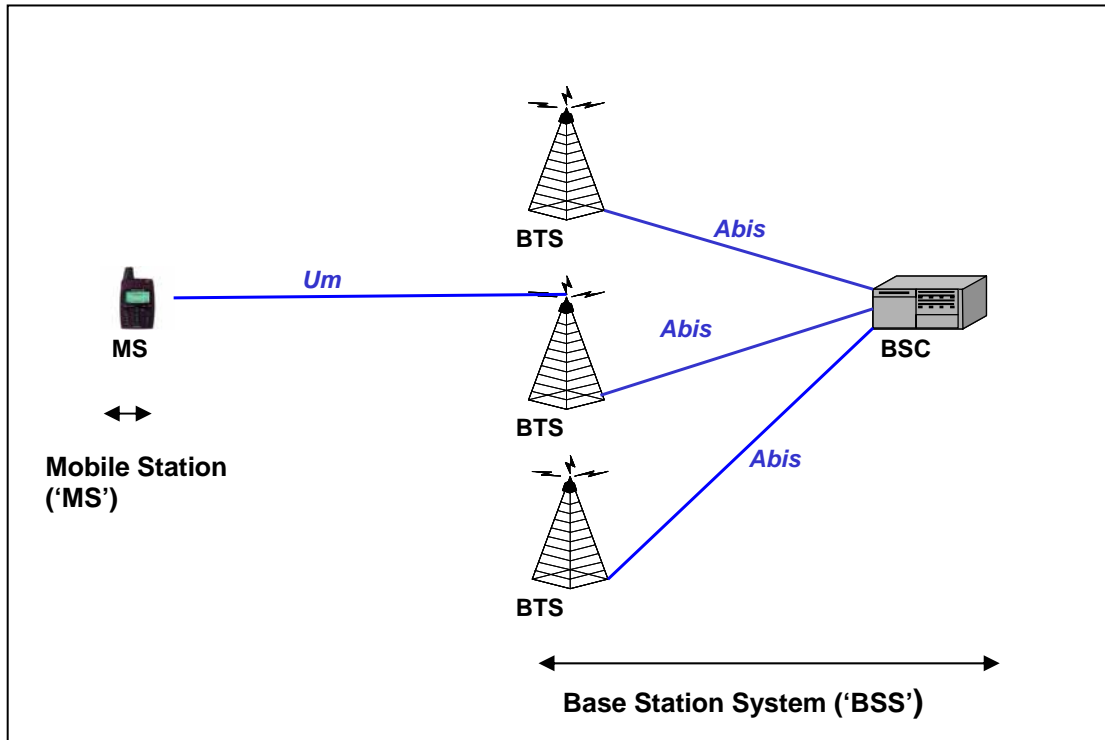 BTS
Abis
Um
MS
BTS
Abis
BSC
Mobile Station
(‘MS’)
Abis
BTS
Base Station System (‘BSS’)